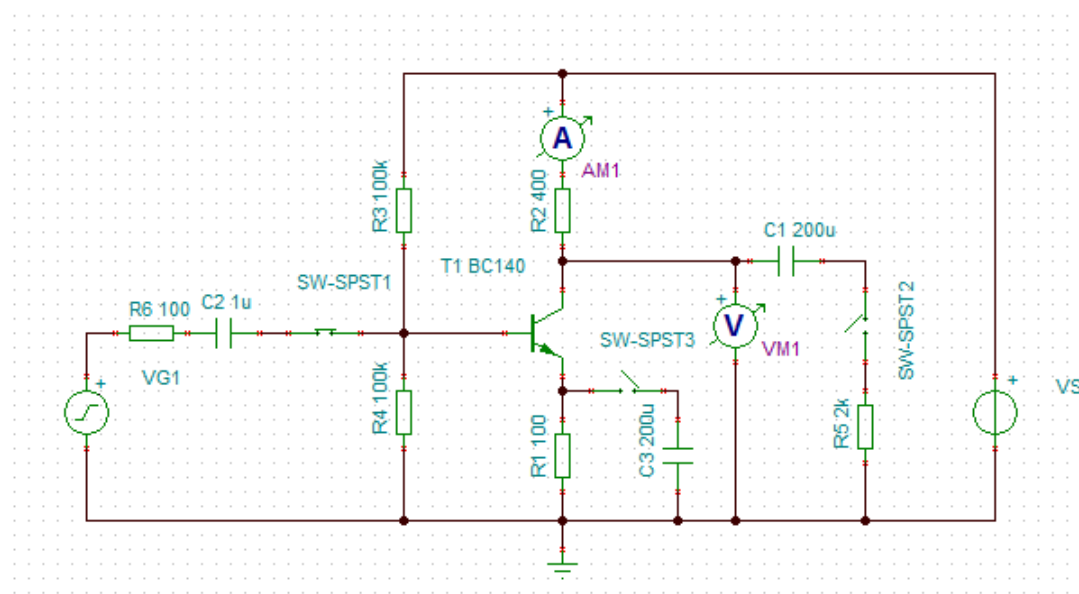 +
A
AM1
R3 100k
R2 400
C1 200u
T1 BC140
SW-SPST1
C2 1u
R6 100
+
V
VM1
SW-SPST3
SW-SPST2
VG1
+
R4 100k
R1 100
C3 200u
R5 2k
+
VS